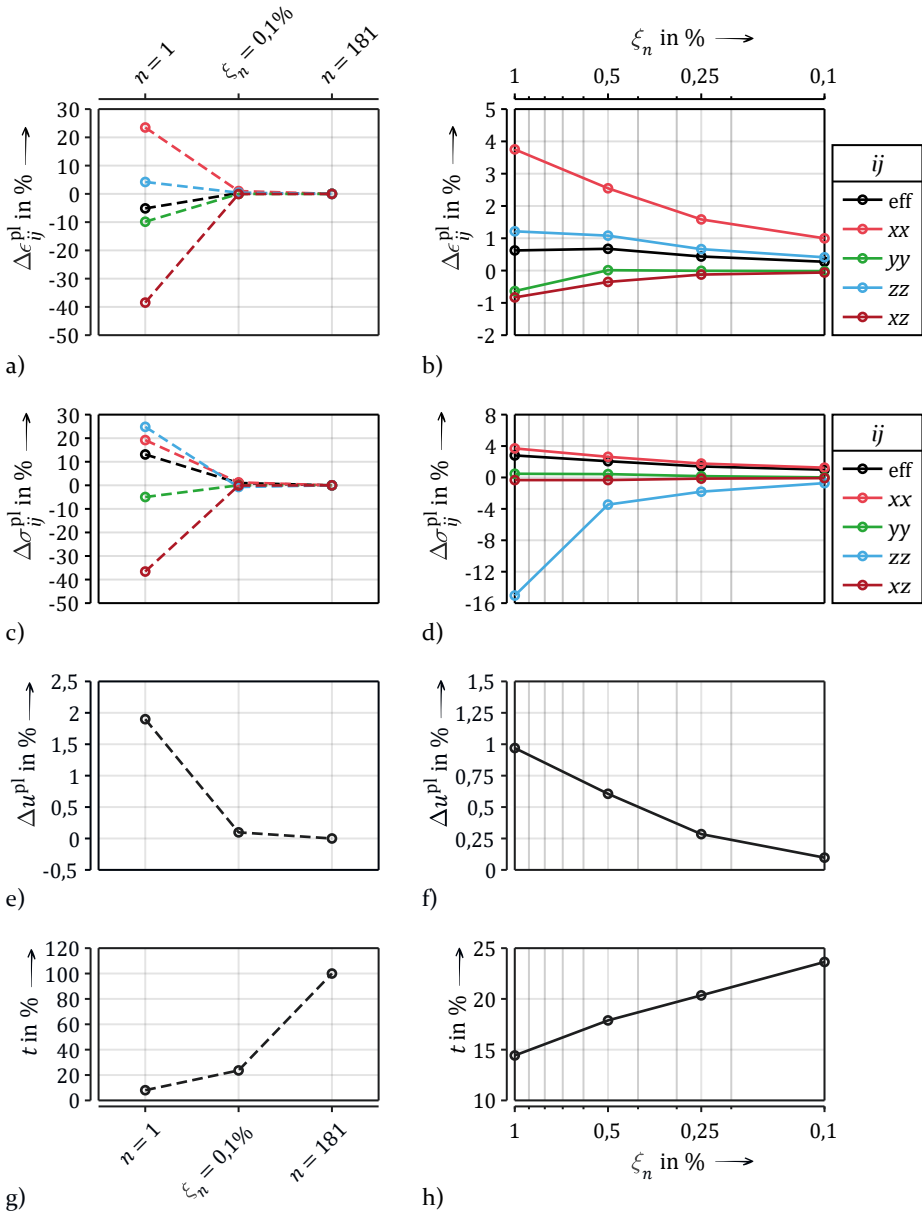 n = 1
ξn = 0,1%
n = 181
30
20
10
0
-10
-20
-30
-40
-50
Δϵ^pl_ij in %
a)
ξn in %
1
0,5
0,25
0,1
5
4
3
2
1
0
-1
-2
Δϵ^pl_ij in %
b)
ij
eff
xx
yy
zz
xz
30
20
10
0
-10
-20
-30
-40
-50
Δσ^pl_ij in %
c)
8
4
0
-4
-8
-12
-16
Δσ^pl_ij in %
d)
ij
eff
xx
yy
zz
xz
2,5
2
1,5
1
0,5
0
-0,5
Δu^pl in %
e)
1,5
1,25
1
0,75
0,5
0,25
0
Δu^pl in %
f)
120
100
80
60
40
20
0
t in %
n = 1
ξn = 0,1%
n = 181
g)
25
20
15
10
t in %
1
0,5
0,25
0,1
ξn in %
h)